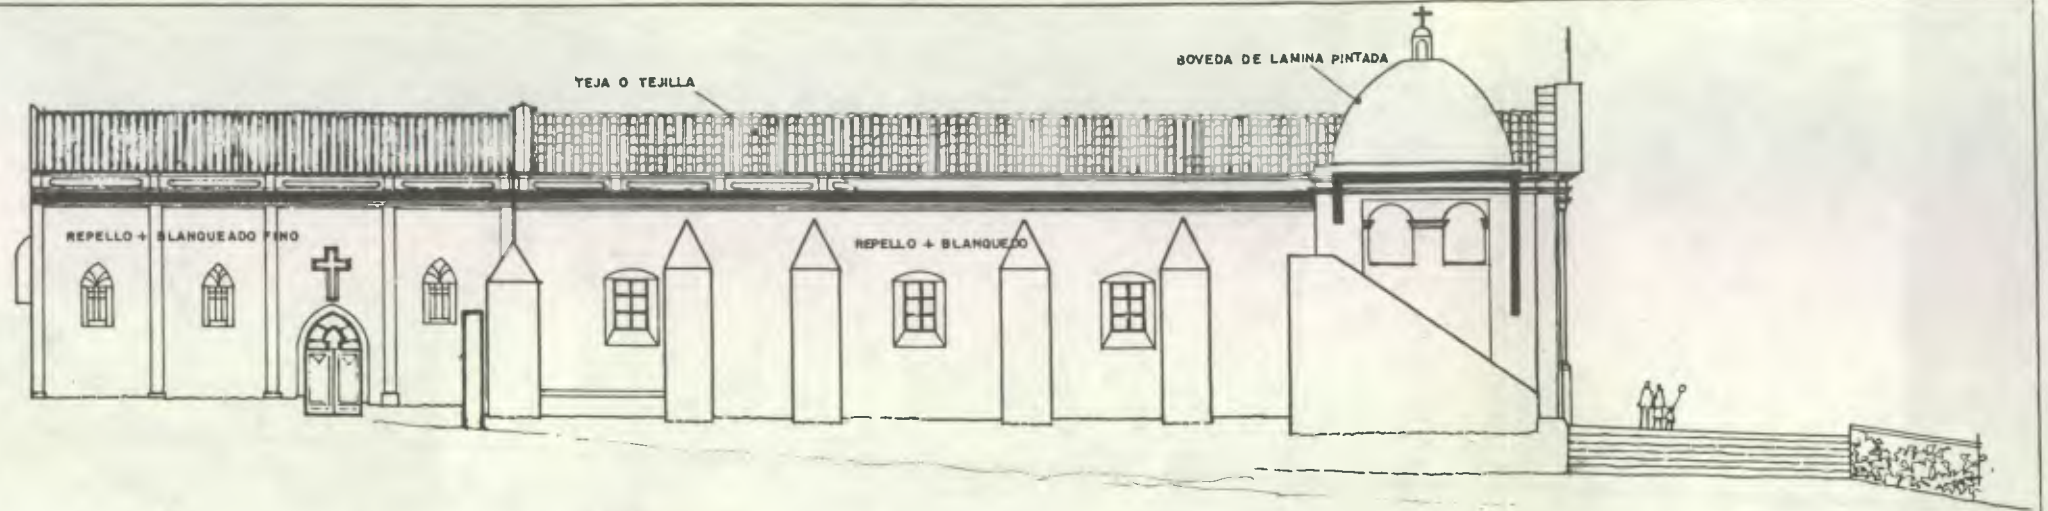 BOVEDA DE LAMINA PINTADA
TEJA O TEJILLA
REPELLO + BLANQUEADO FINO
REPELLO + BLANQUEDO